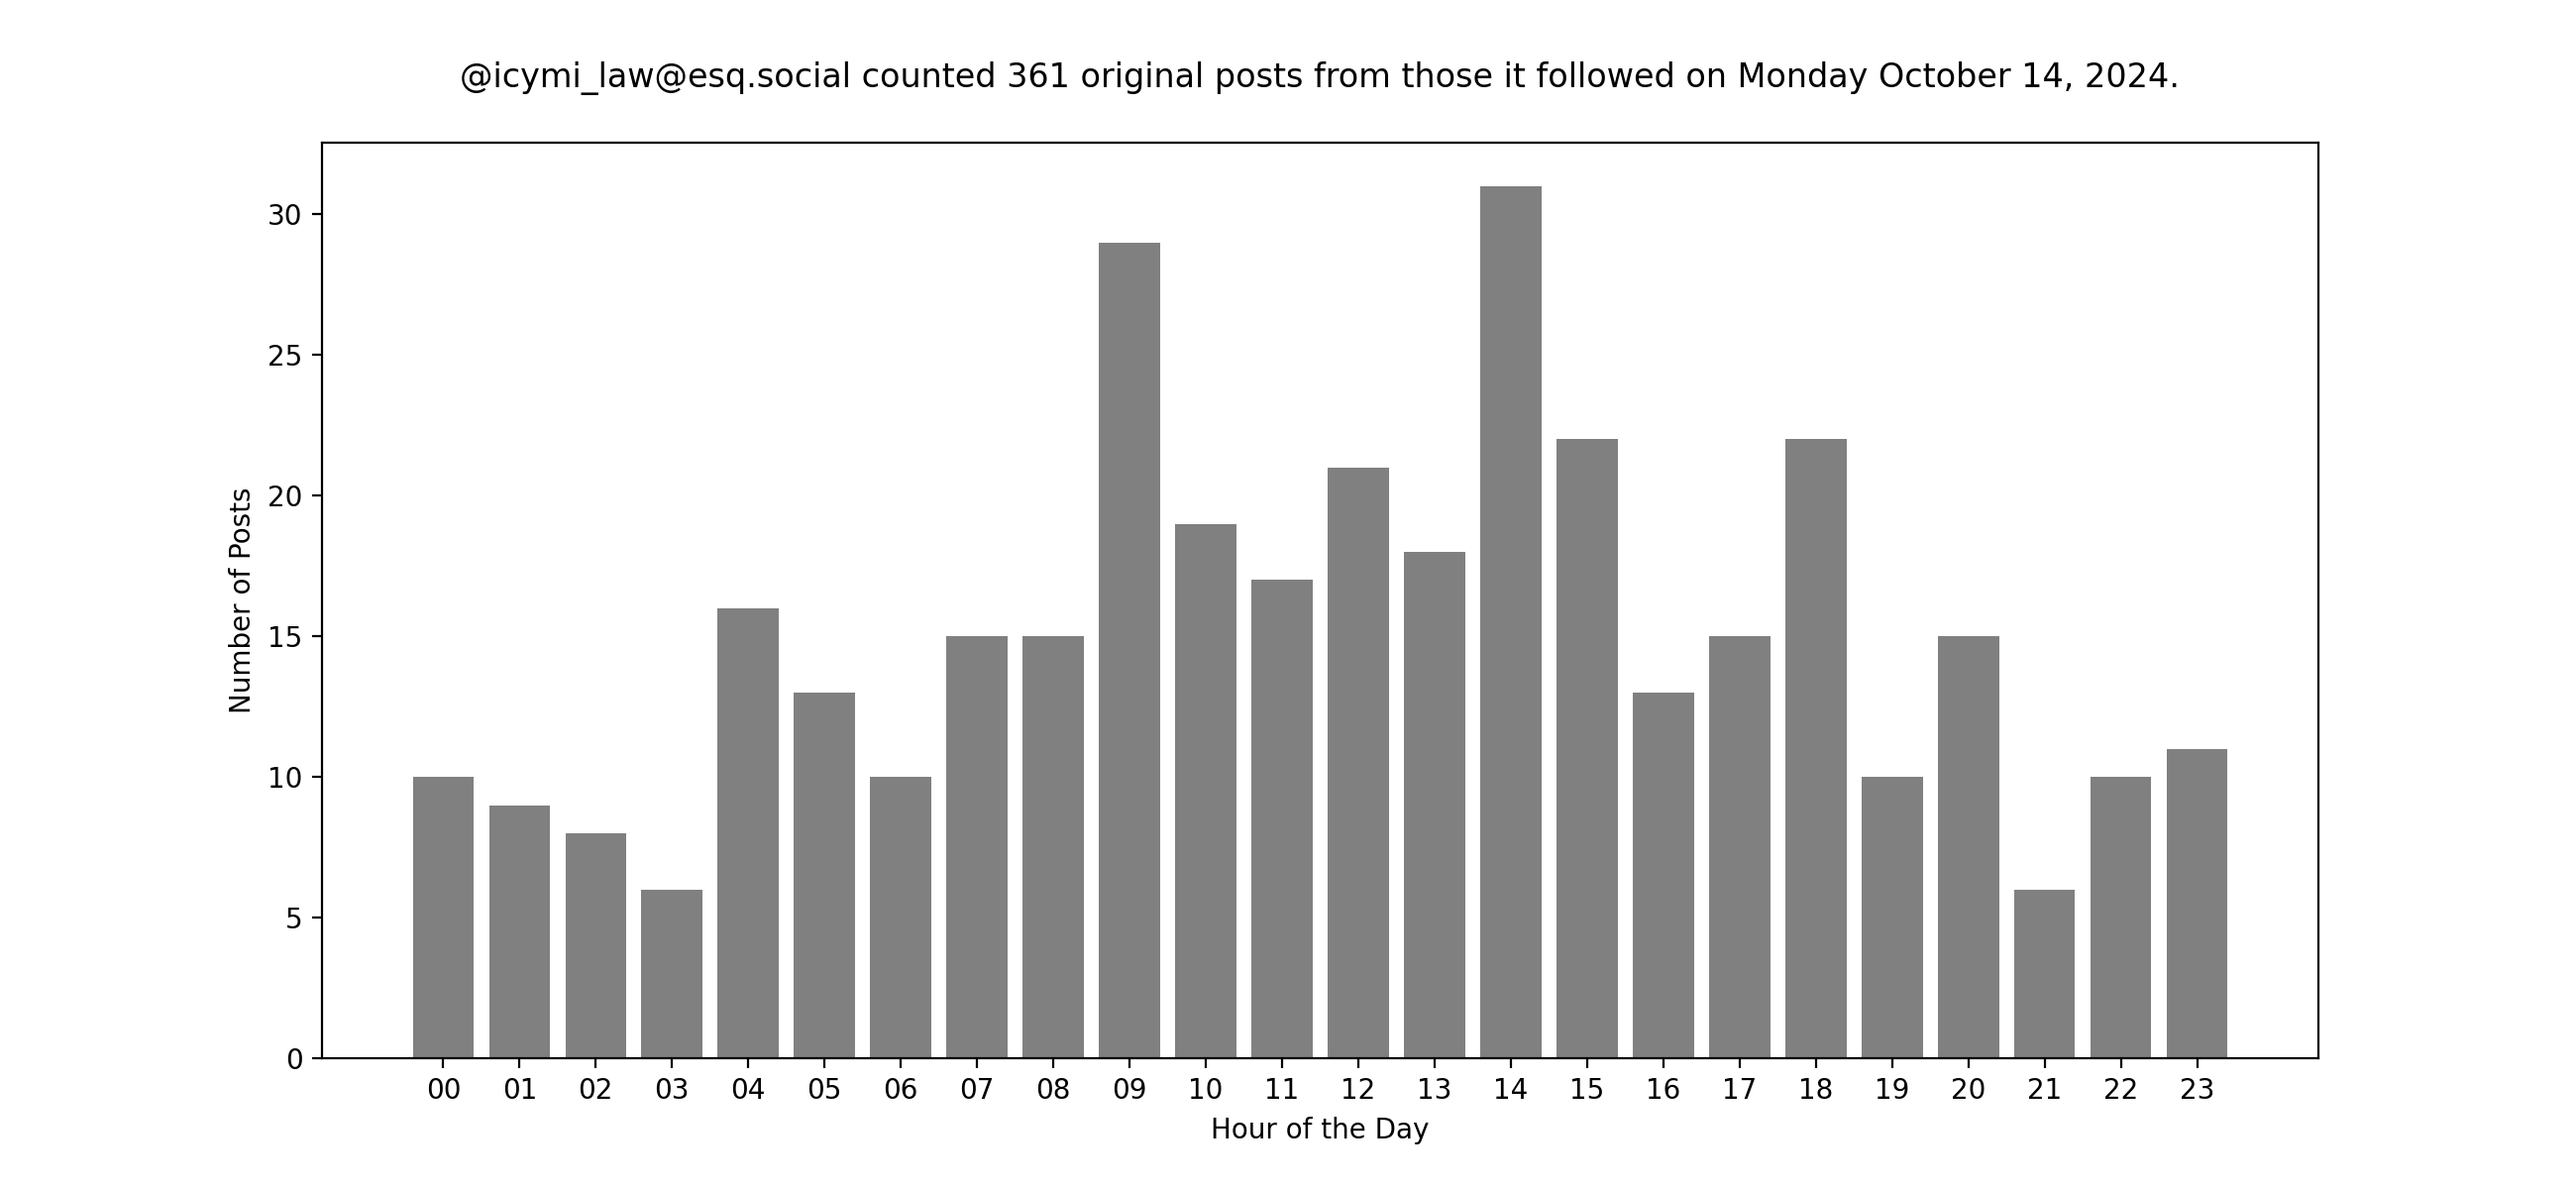 @icymi_law@esq.social counted 361 original posts from those it followed on Monday October 14, 2024.
30
25
20
15
10
5
0
Number of Posts
00 01 02 03 04 05 06 07 08 09 10 11 12 13 14 15 16 17 18 19 20 21 22 23
Hour of the Day